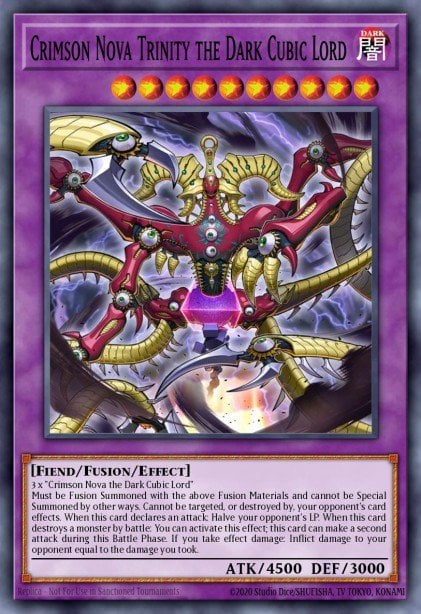 CRIMSON NOVA TRINITY THE DARK CUBIC LORD
DARK
闇
[FIEND/FUSION/EFFECT]
3 x "Crimson Nova the Dark Cubic Lord"
Must be Fusion Summoned with the above Fusion Materials and cannot be Special
Summoned by other ways. Cannot be targeted, or destroyed by, your opponent's card
effects. When this card declares an attack: Halve your opponent's LP. When this card
destroys a monster by battle: You can activate this effect; this card can make a second
attack during this Battle Phase. If you take effect damage: Inflict damage to your
opponent equal to the damage you took.
ATK/4500 DEF/3000
Replica - Not For Use in Sanctioned Tournaments
©2020 Studio Dice/SHUEISHA, TV TOKYO, KONAMI